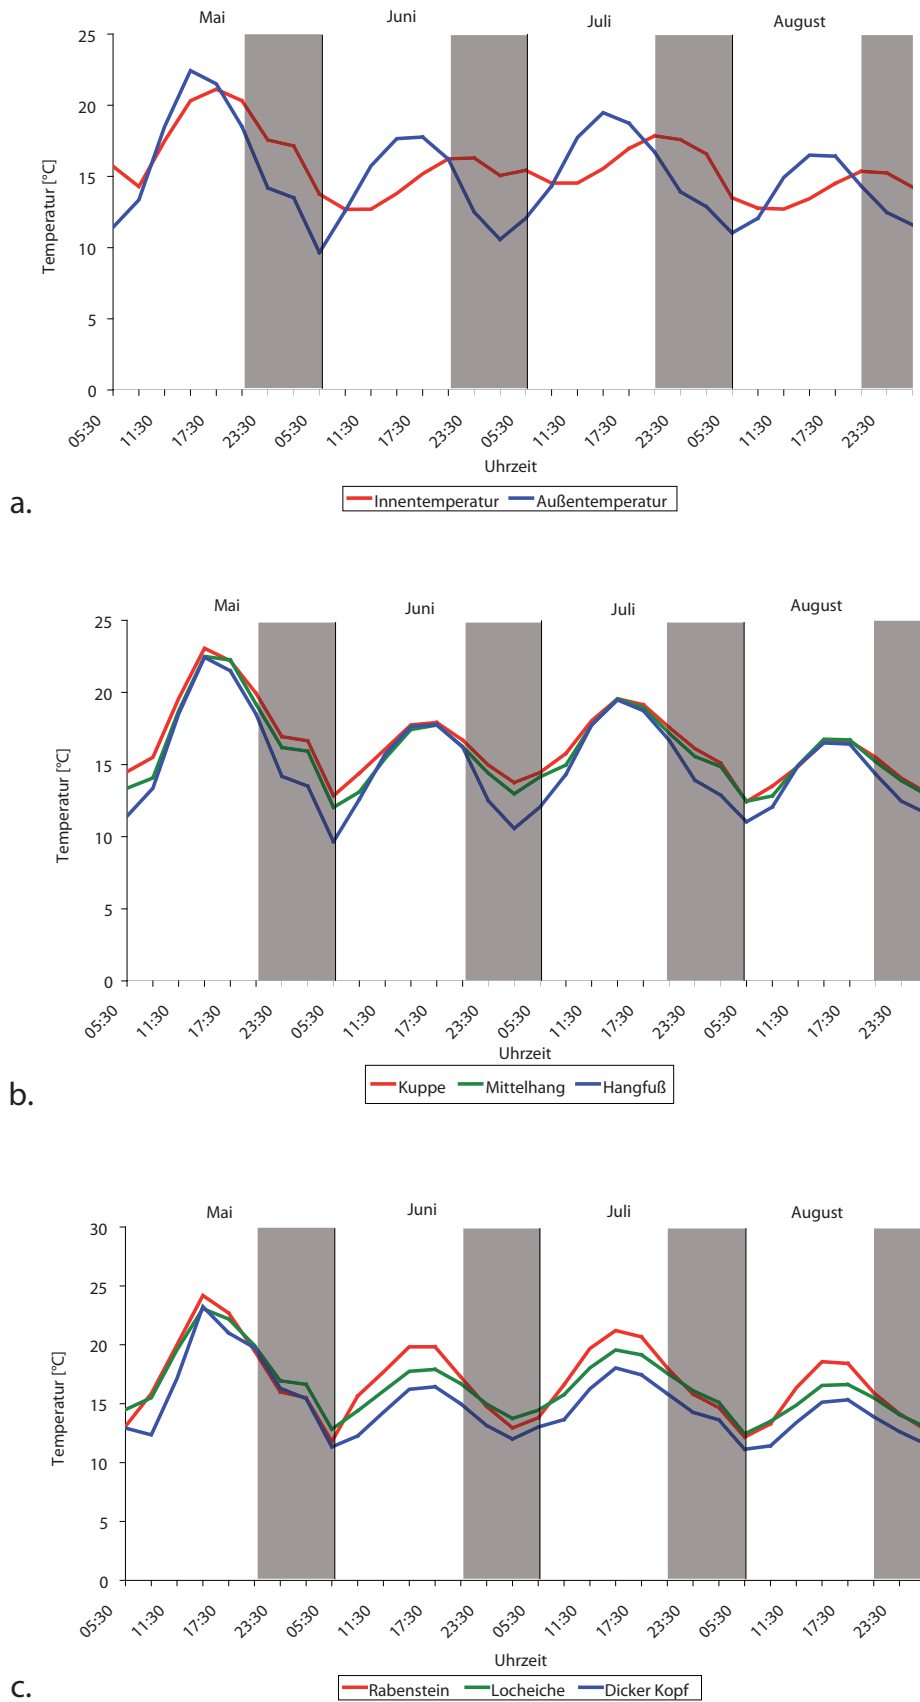 Mai Juni Juli August
25
20
15
10
5
0
Temperatur [°C]
05:30 11:30 17:30 23:30 05:30 11:30 17:30 23:30 05:30 11:30 17:30 23:30 05:30 11:30 17:30 23:30
Uhrzeit
Innentemperatur Außentemperatur
a.
Mai Juni Juli August
25
20
15
10
5
0
Temperatur [°C]
05:30 11:30 17:30 23:30 05:30 11:30 17:30 23:30 05:30 11:30 17:30 23:30 05:30 11:30 17:30 23:30
Uhrzeit
Kuppe Mittelhang Hangfuß
b.
Mai Juni Juli August
30
25
20
15
10
5
0
Temperatur [°C]
05:30 11:30 17:30 23:30 05:30 11:30 17:30 23:30 05:30 11:30 17:30 23:30 05:30 11:30 17:30 23:30
Uhrzeit
Rabenstein Locheiche Dicker Kopf
c.